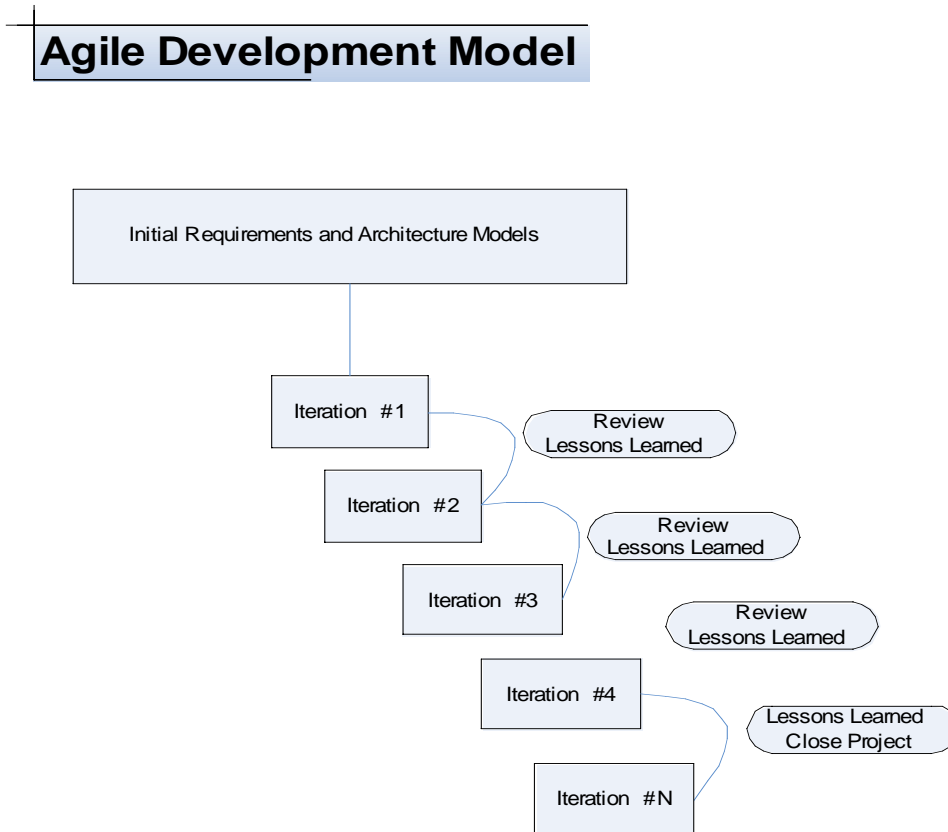 Agile Development Model
Initial Requirements and Architecture Models
Iteration #1
Review
Lessons Learned
Iteration #2
Review
Lessons Learned
Iteration #3
Review
Lessons Learned
Iteration #4
Lessons Learned
Close Project
Iteration #N